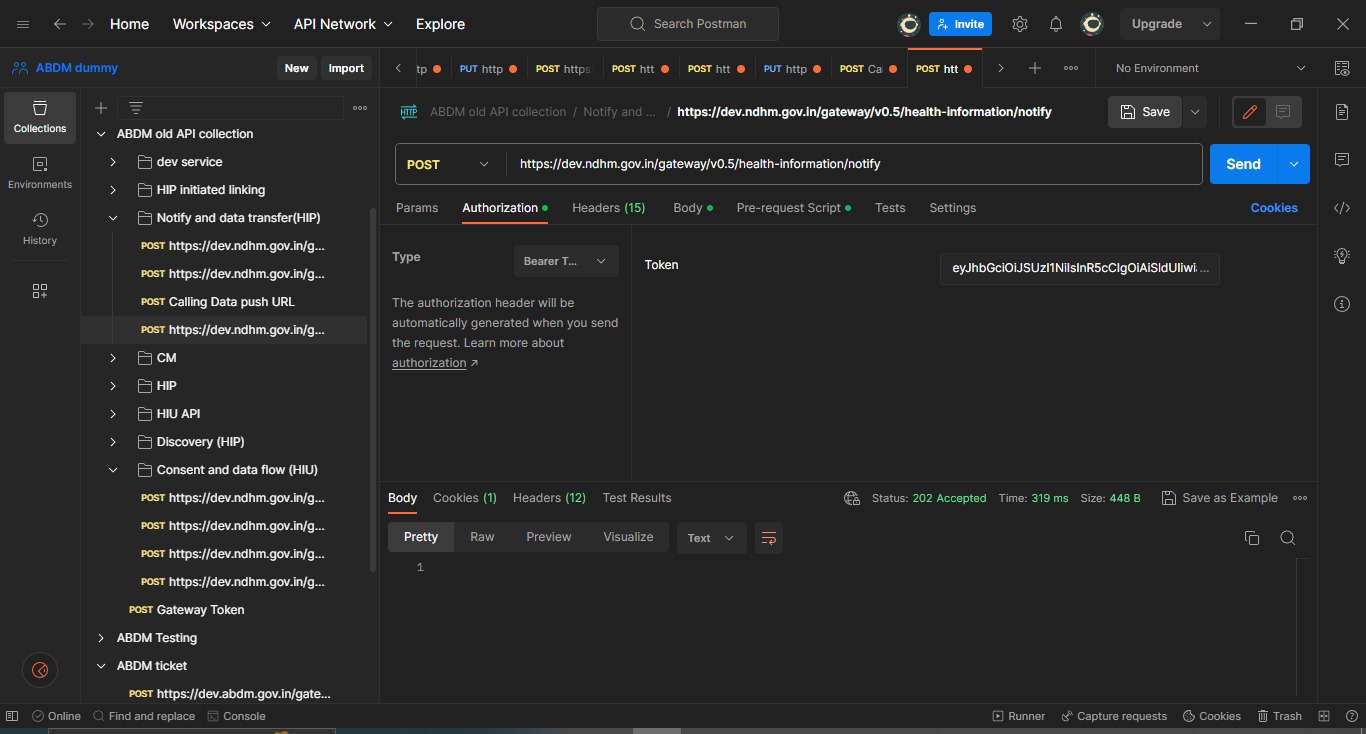 Home Workspaces API Network Explore Search Postman Invite Upgrade
ABDM dummy New Import
tp PUT http POST https: POST htt POST htt PUT http POST Cal POST htt No Environment
Collections
Environments
History
ABDM old API collection
dev service
HIP initiated linking
Notify and data transfer(HIP)
POST https://dev.ndhm.gov.in/g...
POST https://dev.ndhm.gov.in/g...
POST Calling Data push URL
POST https://dev.ndhm.gov.in/g...
CM
HIP
HIU API
Discovery (HIP)
Consent and data flow (HIU)
POST https://dev.ndhm.gov.in/g...
POST https://dev.ndhm.gov.in/g...
POST https://dev.ndhm.gov.in/g...
POST https://dev.ndhm.gov.in/g...
POST Gateway Token
ABDM Testing
ABDM ticket
POST https://dev.abdm.gov.in/gate...
HTTP ABDM old API collection / Notify and ... / https://dev.ndhm.gov.in/gateway/v0.5/health-information/notify Save
POST https://dev.ndhm.gov.in/gateway/v0.5/health-information/notify Send
Params Authorization Headers (15) Body Pre-request Script Tests Settings Cookies
Type Bearer T...
The authorization header will be
automatically generated when you send
the request. Learn more about
authorization ↗
Token
Body Cookies (1) Headers (12) Test Results Status: 202 Accepted Time: 319 ms Size: 448 B Save as Example
Pretty Raw Preview Visualize Text
1
Online Find and replace Console Runner Capture requests Cookies Trash